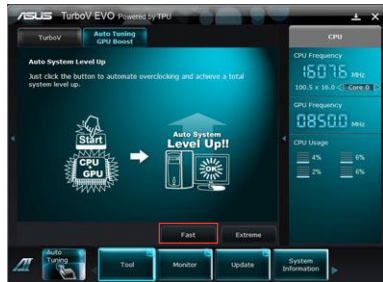 ASUS TurboV EVO Powered by TPU
TurboV
Auto Tuning
GPU Boost
CPU
Auto System Level Up
Just click the button to automate overclocking and achieve a total
system level up.
Start
CPU
GPU
Auto System
Level Up!!
OK
CPU Frequency
1607.6 MHz
100.5 x 16.0 Core 0
GPU Frequency
0850.0 MHz
CPU Usage
4% 6%
2% 6%
Fast Extreme
Auto
Tuning
Tool Monitor Update System
Information